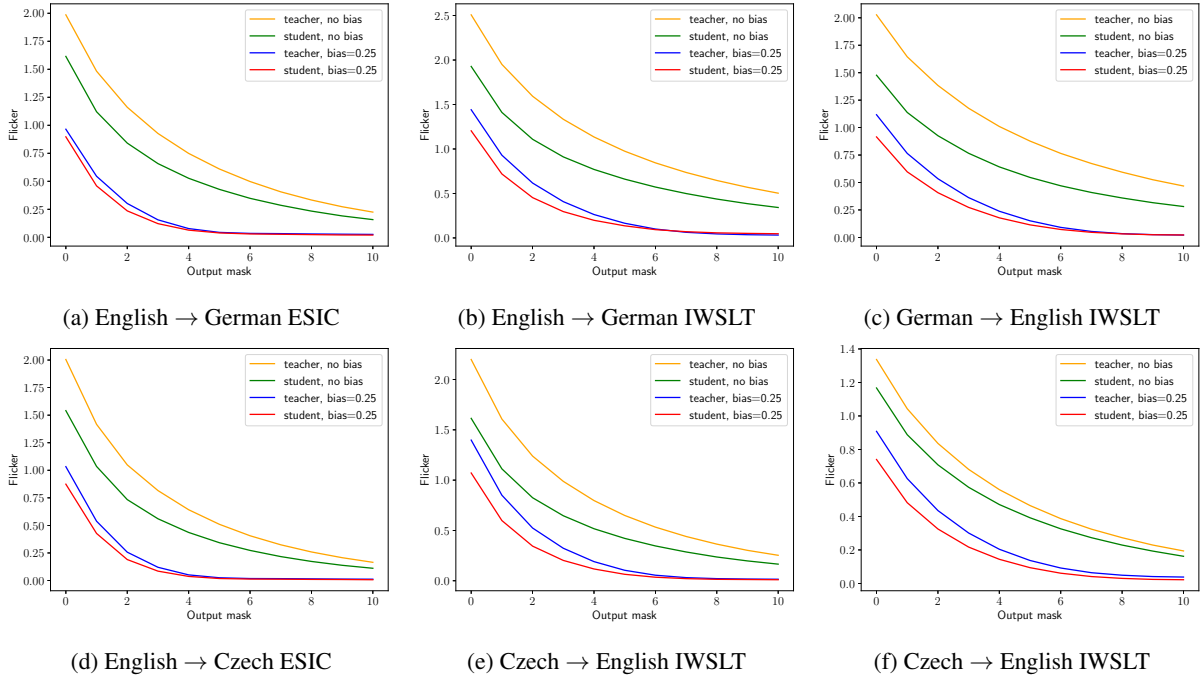 2.00
1.75
1.50
1.25
1.00
0.75
0.50
0.25
0.00
Flicker
0 2 4 6 8 10
Output mask
teacher, no bias
student, no bias
teacher, bias=0.25
student, bias=0.25
(a) English → German ESIC
2.5
2.0
1.5
1.0
0.5
0.0
Flicker
0 2 4 6 8 10
Output mask
teacher, no bias
student, no bias
teacher, bias=0.25
student, bias=0.25
(b) English → German IWSLT
2.00
1.75
1.50
1.25
1.00
0.75
0.50
0.25
0.00
Flicker
0 2 4 6 8 10
Output mask
teacher, no bias
student, no bias
teacher, bias=0.25
student, bias=0.25
(c) German → English IWSLT
2.00
1.75
1.50
1.25
1.00
0.75
0.50
0.25
0.00
Flicker
0 2 4 6 8 10
Output mask
teacher, no bias
student, no bias
teacher, bias=0.25
student, bias=0.25
(d) English → Czech ESIC
2.0
1.5
1.0
0.5
0.0
Flicker
0 2 4 6 8 10
Output mask
teacher, no bias
student, no bias
teacher, bias=0.25
student, bias=0.25
(e) Czech → English IWSLT
1.4
1.2
1.0
0.8
0.6
0.4
0.2
0.0
Flicker
0 2 4 6 8 10
Output mask
teacher, no bias
student, no bias
teacher, bias=0.25
student, bias=0.25
(f) Czech → English IWSLT